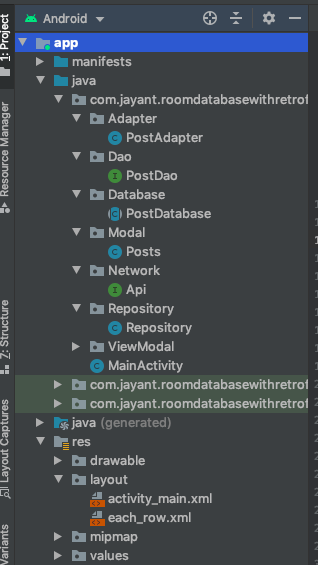 Android
1: Project
app
manifests
java
com.jayant.roomdatabasewithretrof
Adapter
PostAdapter
Dao
PostDao
Database
PostDatabase
Modal
Posts
Network
Api
Repository
Repository
ViewModal
MainActivity
com.jayant.roomdatabasewithretrof
com.jayant.roomdatabasewithretrof
java (generated)
res
drawable
layout
activity_main.xml
each_row.xml
mipmap
values
Resource Manager
7: Structure
Layout Captures
Variants